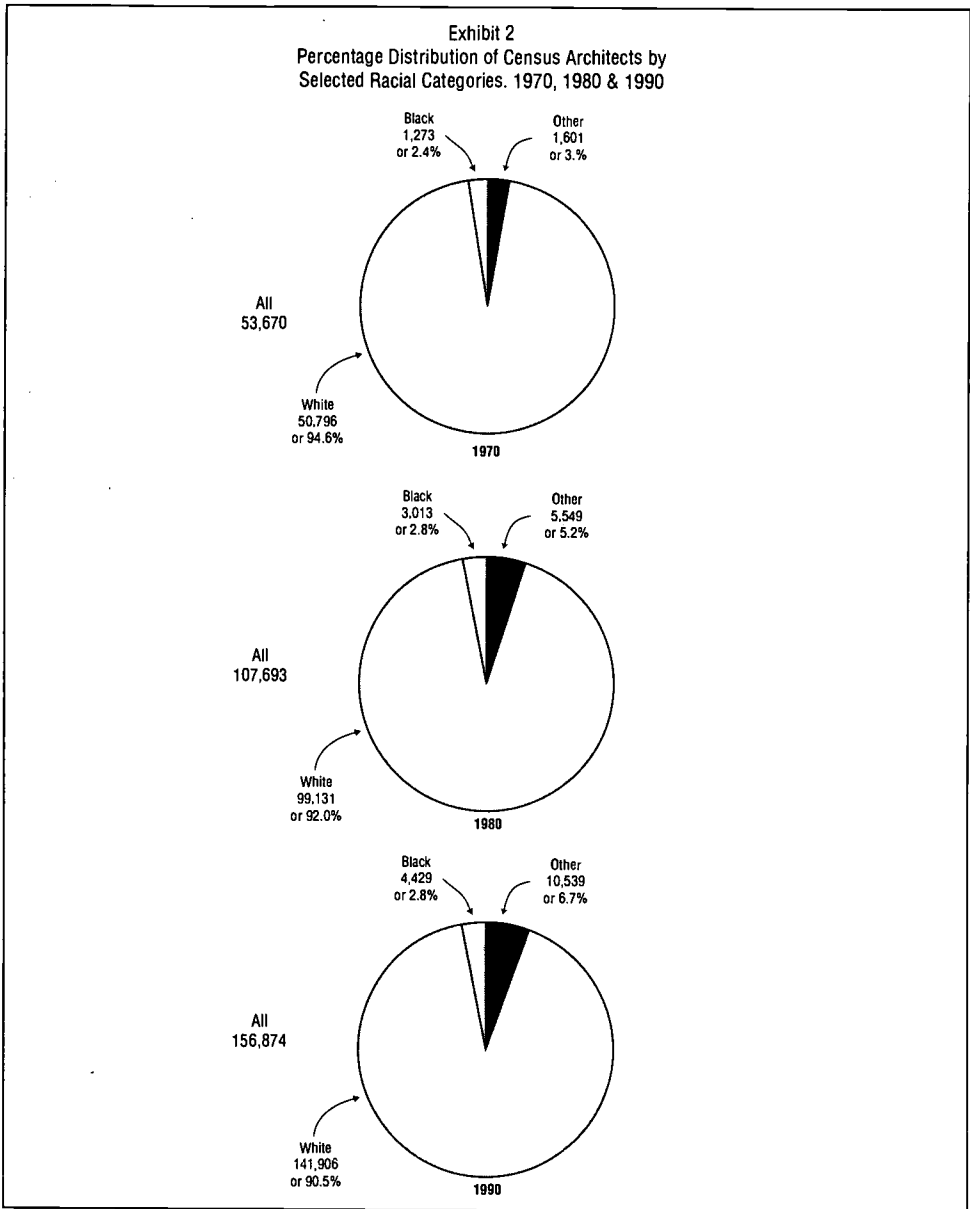 Exhibit 2
Percentage Distribution of Census Architects by
Selected Racial Categories. 1970, 1980 & 1990
Black
1,273
or 2.4%
Other
1,601
or 3.%
All
53,670
White
50,796
or 94.6%
1970
Black
3,013
or 2.8%
Other
5,549
or 5.2%
All
107,693
White
99,131
or 92.0%
1980
Black
4,429
or 2.8%
Other
10,539
or 6.7%
All
156,874
White
141,906
or 90.5%
1990